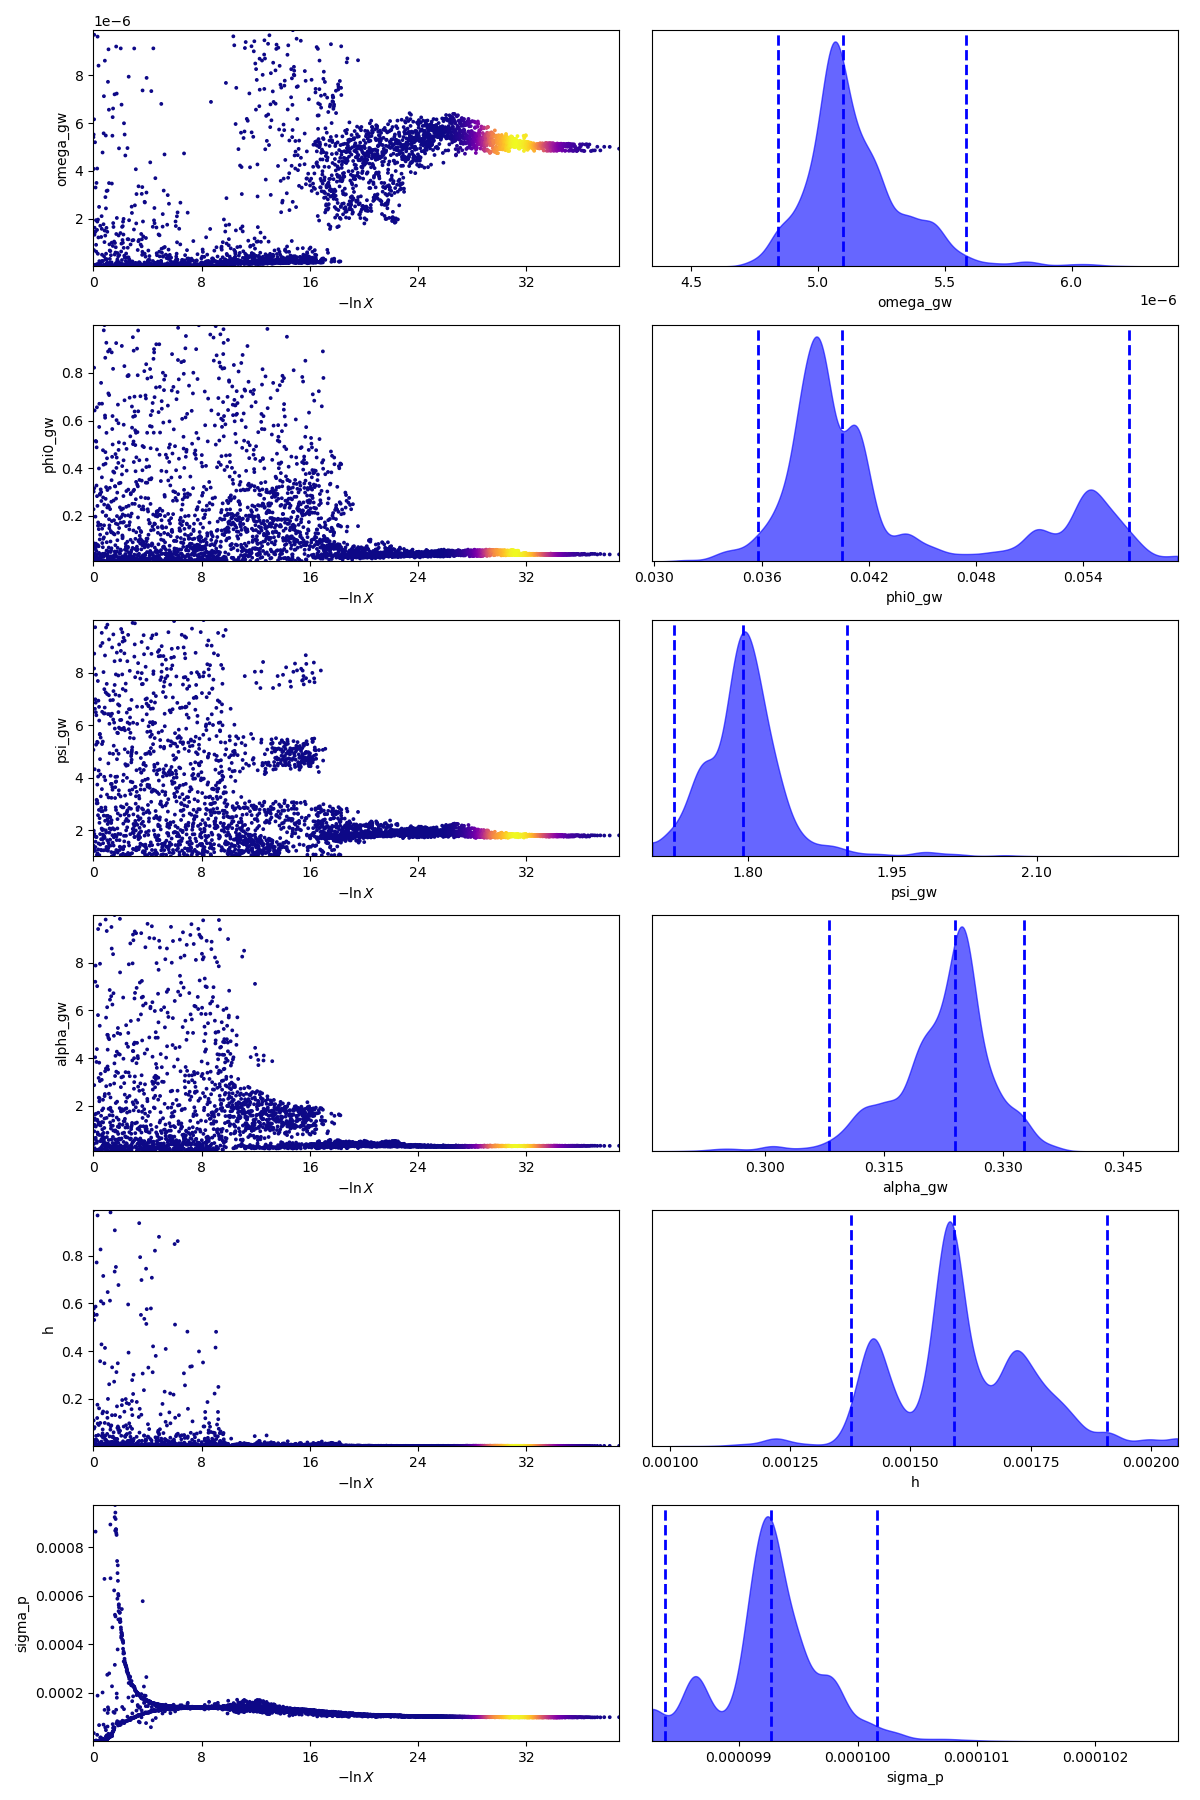 1e−6
8
6
4
2
omega_gw
0 8 16 24 32
−ln X
4.5 5.0 5.5 6.0
1e−6
omega_gw
0.8
0.6
0.4
0.2
phi0_gw
0 8 16 24 32
−ln X
0.030 0.036 0.042 0.048 0.054
phi0_gw
8
6
4
2
psi_gw
0 8 16 24 32
−ln X
1.80 1.95 2.10
psi_gw
8
6
4
2
alpha_gw
0 8 16 24 32
−ln X
0.300 0.315 0.330 0.345
alpha_gw
0.8
0.6
0.4
0.2
h
0 8 16 24 32
−ln X
0.00100 0.00125 0.00150 0.00175 0.00200
h
0.0008
0.0006
0.0004
0.0002
sigma_p
0 8 16 24 32
−ln X
0.000099 0.000100 0.000101 0.000102
sigma_p